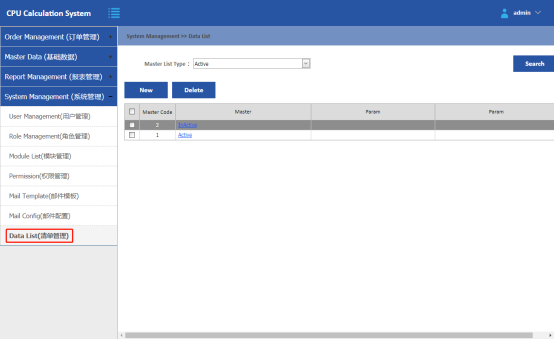 CPU Calculation System
admin
Order Management (订单管理)
Master Data (基础数据)
Report Management (报表管理)
System Management (系统管理)
User Management(用户管理)
Role Management(角色管理)
Module List(模块管理)
Permission(权限管理)
Mail Template(邮件模板)
Mail Config(邮件配置)
Data List(清单管理)
System Management >> Data List
Master List Type : Active
Search
New Delete
Master Code Master Param Param
2 InActive
1 Active